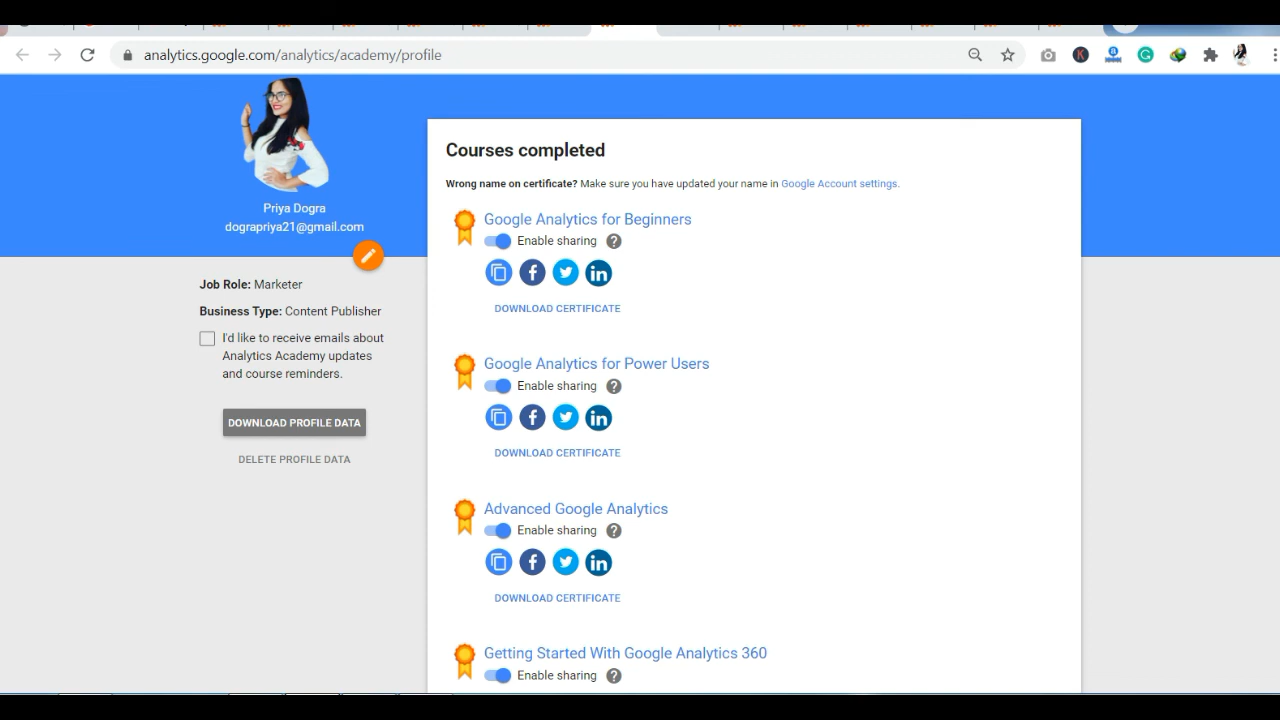 analytics.google.com/analytics/academy/profile
Priya Dogra
dograpriya21@gmail.com
Job Role: Marketer
Business Type: Content Publisher
I'd like to receive emails about
Analytics Academy updates
and course reminders.
DOWNLOAD PROFILE DATA
DELETE PROFILE DATA
Courses completed
Wrong name on certificate? Make sure you have updated your name in Google Account settings.
Google Analytics for Beginners
Enable sharing ?
DOWNLOAD CERTIFICATE
Google Analytics for Power Users
Enable sharing ?
DOWNLOAD CERTIFICATE
Advanced Google Analytics
Enable sharing ?
DOWNLOAD CERTIFICATE
Getting Started With Google Analytics 360
Enable sharing ?